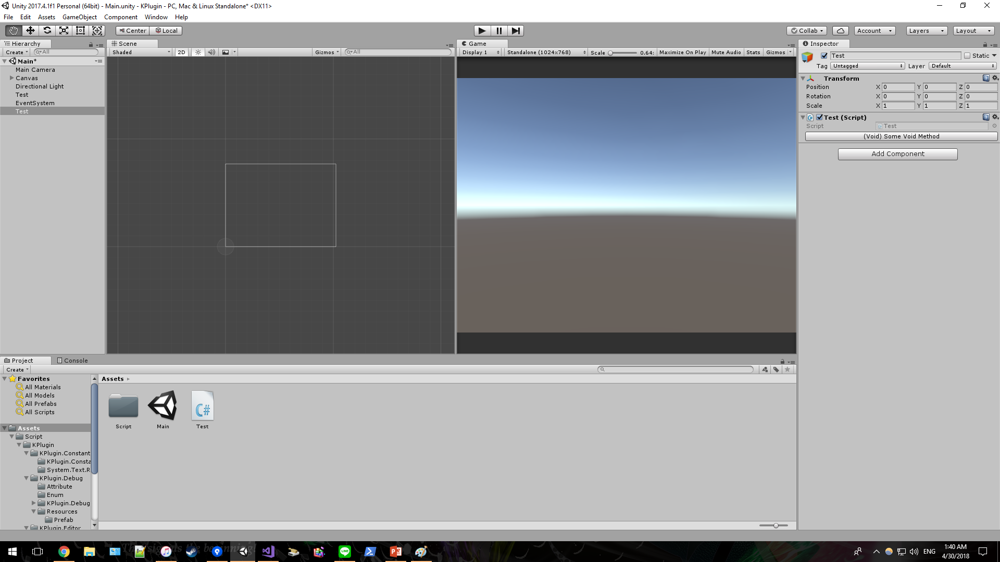 Unity 2017.4.1f1 Personal (64bit) - Main.unity - KPlugin - PC, Mac & Linux Standalone* <DX11>
File Edit Assets GameObject Component Window Help
Center Local Collab Account Layers Layout
Hierarchy
Create All
Main*
Main Camera
Canvas
Directional Light
Test
EventSystem
Test
Scene
Shaded 2D Gizmos All
Game
Display 1 Standalone (1024x768) Scale 0.64: Maximize On Play Mute Audio Stats Gizmos
Inspector
Test Static
Tag Untagged Layer Default
Transform
Position X 0 Y 0 Z 0
Rotation X 0 Y 0 Z 0
Scale X 1 Y 1 Z 1
Test (Script)
Script Test
(Void) Some Void Method
Add Component
Project Console
Create
Favorites
All Materials
All Models
All Prefabs
All Scripts
Assets
Script
KPlugin
KPlugin.Constant
KPlugin.Consta
System.Text.R
KPlugin.Debug
Attribute
Enum
KPlugin.Debug
Resources
Prefab
KPlugin.Editor
Assets
Script Main Test
C#
ENG
1:40 AM
4/30/2018